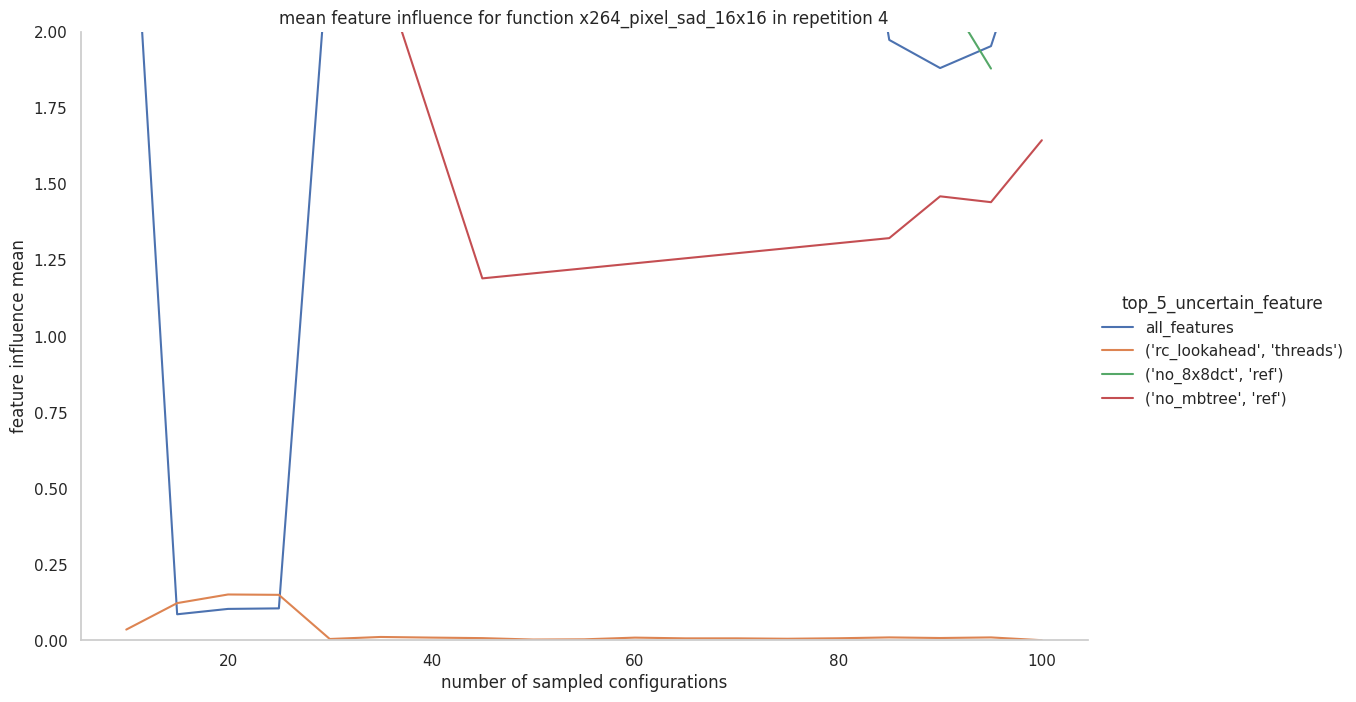 mean feature influence for function x264_pixel_sad_16x16 in repetition 4
2.00
1.75
1.50
1.25
1.00
0.75
0.50
0.25
0.00
feature influence mean
20
40
60
80
100
number of sampled configurations
top_5_uncertain_feature
all_features
('rc_lookahead', 'threads')
('no_8x8dct', 'ref')
('no_mbtree', 'ref')